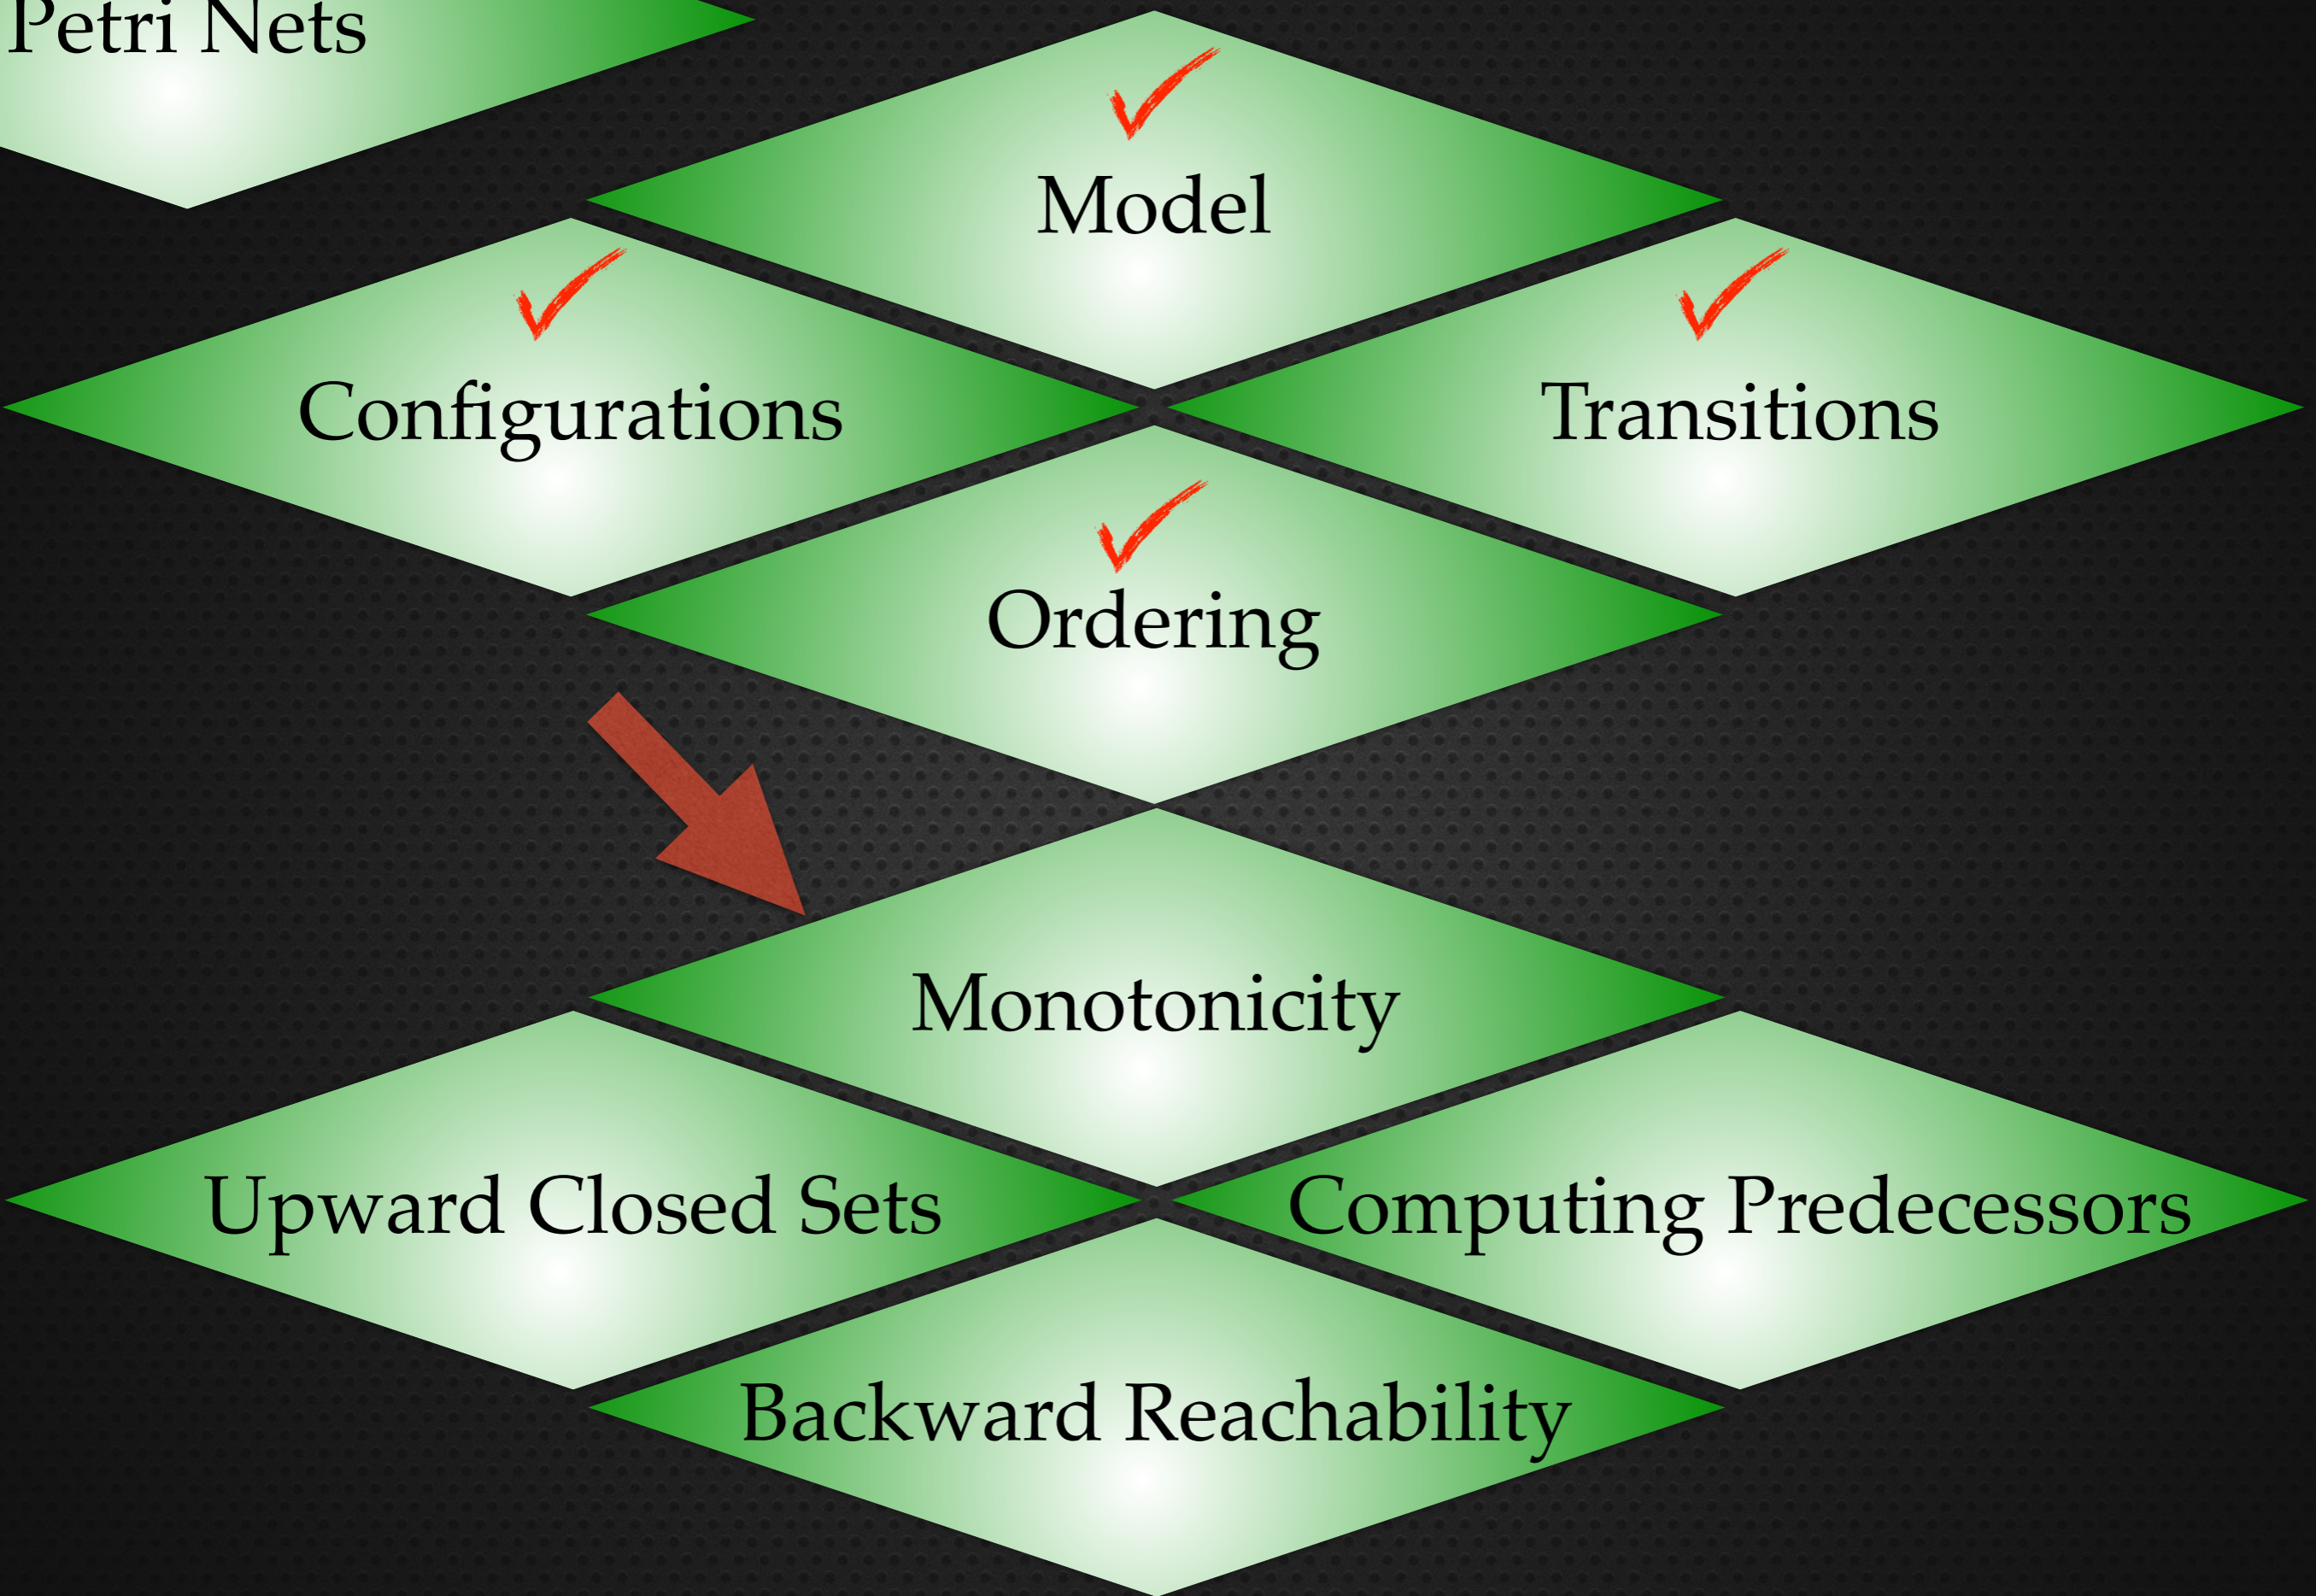 Petri Nets
Model
Configurations
Transitions
Ordering
Monotonicity
Upward Closed Sets
Computing Predecessors
Backward Reachability